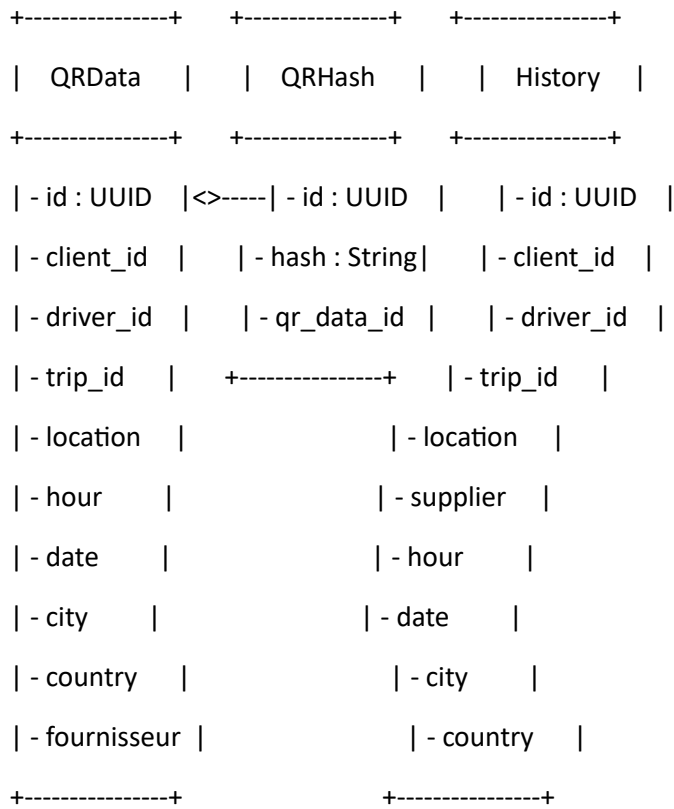 +----------------+ +----------------+ +----------------+
| QRData | | QRHash | | History |
+----------------+ +----------------+ +----------------+
| - id : UUID |<>-----| - id : UUID | | - id : UUID |
| - client_id | | - hash : String| | - client_id |
| - driver_id | | - qr_data_id | | - driver_id |
| - trip_id | +----------------+ | - trip_id |
| - location | | - location |
| - hour | | - supplier |
| - date | | - hour |
| - city | | - date |
| - country | | - city |
| - fournisseur | | - country |
+----------------+ +----------------+